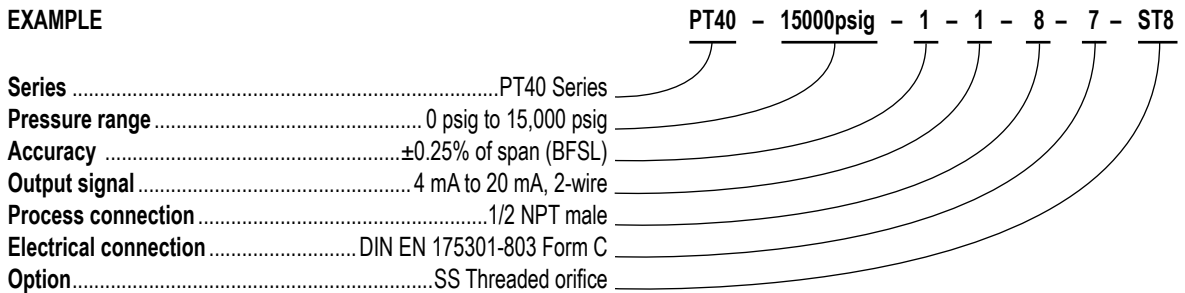 EXAMPLE PT40 – 15000psig – 1 – 1 – 8 – 7 – ST8
Series ............................................................................PT40 Series
Pressure range ................................................. 0 psig to 15,000 psig
Accuracy ......................................................±0.25% of span (BFSL)
Output signal .................................................. 4 mA to 20 mA, 2-wire
Process connection .....................................................1/2 NPT male
Electrical connection ........................... DIN EN 175301-803 Form C
Option..................................................................SS Threaded orifice